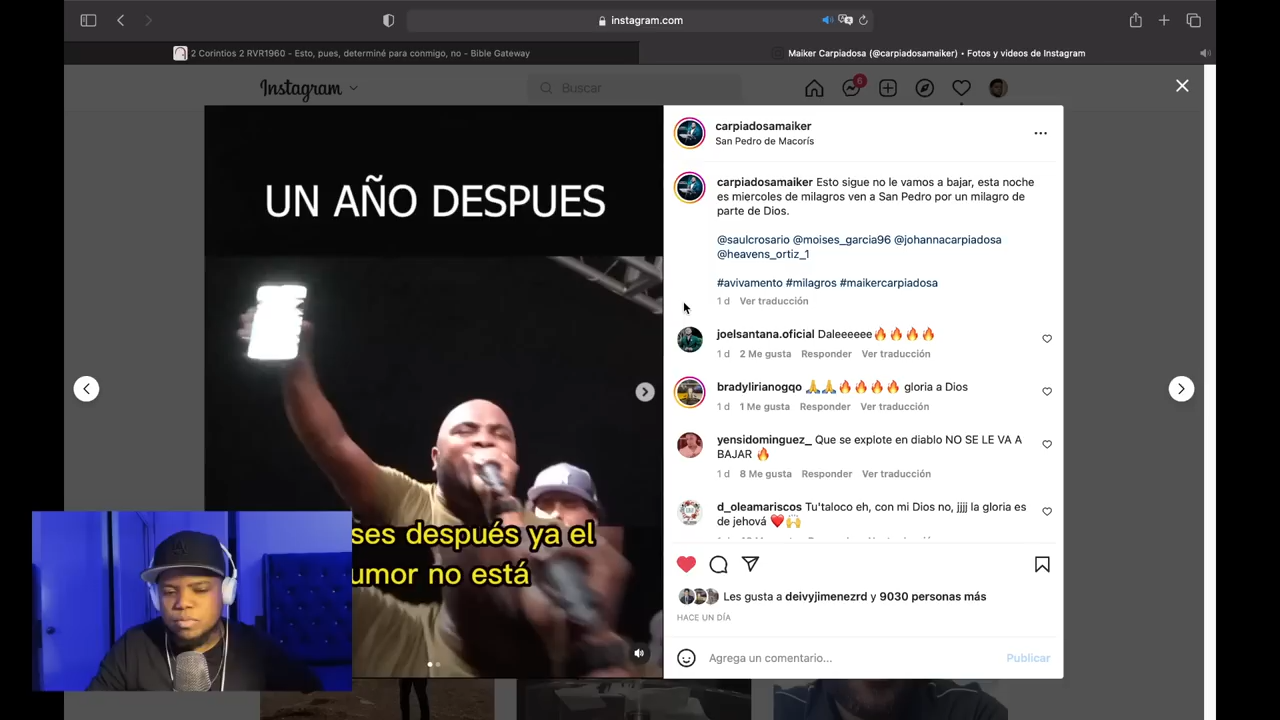 instagram.com
2 Corintios 2 RVR1960 - Esto, pues, determiné para conmigo, no - Bible Gateway
Maiker Carpiadosa (@carpiadosamaiker) • Fotos y videos de Instagram
Instagram
Buscar
6
carpiadosamaiker
San Pedro de Macorís
UN AÑO DESPUES
carpiadosamaiker Esto sigue no le vamos a bajar, esta noche
es miercoles de milagros ven a San Pedro por un milagro de
parte de Dios.
@saulcrosario @moises_garcia96 @johannacarpiadosa
@heavens_ortiz_1
#avivamento #milagros #maikercarpiadosa
1 d Ver traducción
joelsantana.oficial Daleeeeee🔥🔥🔥🔥
1 d 2 Me gusta Responder Ver traducción
bradylirianogqo 🙏🙏🔥🔥🔥🔥 gloria a Dios
1 d 1 Me gusta Responder Ver traducción
yensidominguez_ Que se explote en diablo NO SE LE VA A
BAJAR 🔥
1 d 8 Me gusta Responder Ver traducción
d_oleamariscos Tu'taloco eh, con mi Dios no, jjjj la gloria es
de jehová ❤️🙌
ses después ya el
umor no está
Les gusta a deivyjimenezrd y 9030 personas más
HACE UN DÍA
Agrega un comentario...
Publicar